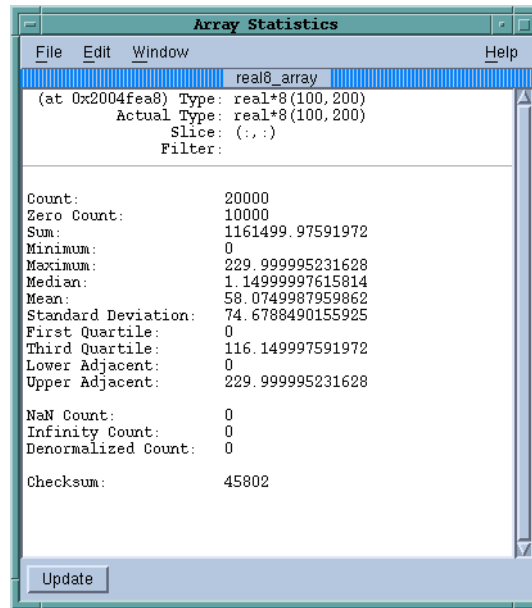 Array Statistics
File Edit Window Help
real8_array
(at 0x2004fea8) Type: real*8(100,200)
Actual Type: real*8(100,200)
Slice: (:,:)
Filter:
Count: 20000
Zero Count: 10000
Sum: 1161499.97591972
Minimum: 0
Maximum: 229.999995231628
Median: 1.14999997615814
Mean: 58.0749987959862
Standard Deviation: 74.6788490155925
First Quartile: 0
Third Quartile: 116.149997591972
Lower Adjacent: 0
Upper Adjacent: 229.999995231628
NaN Count: 0
Infinity Count: 0
Denormalized Count: 0
Checksum: 45802
Update